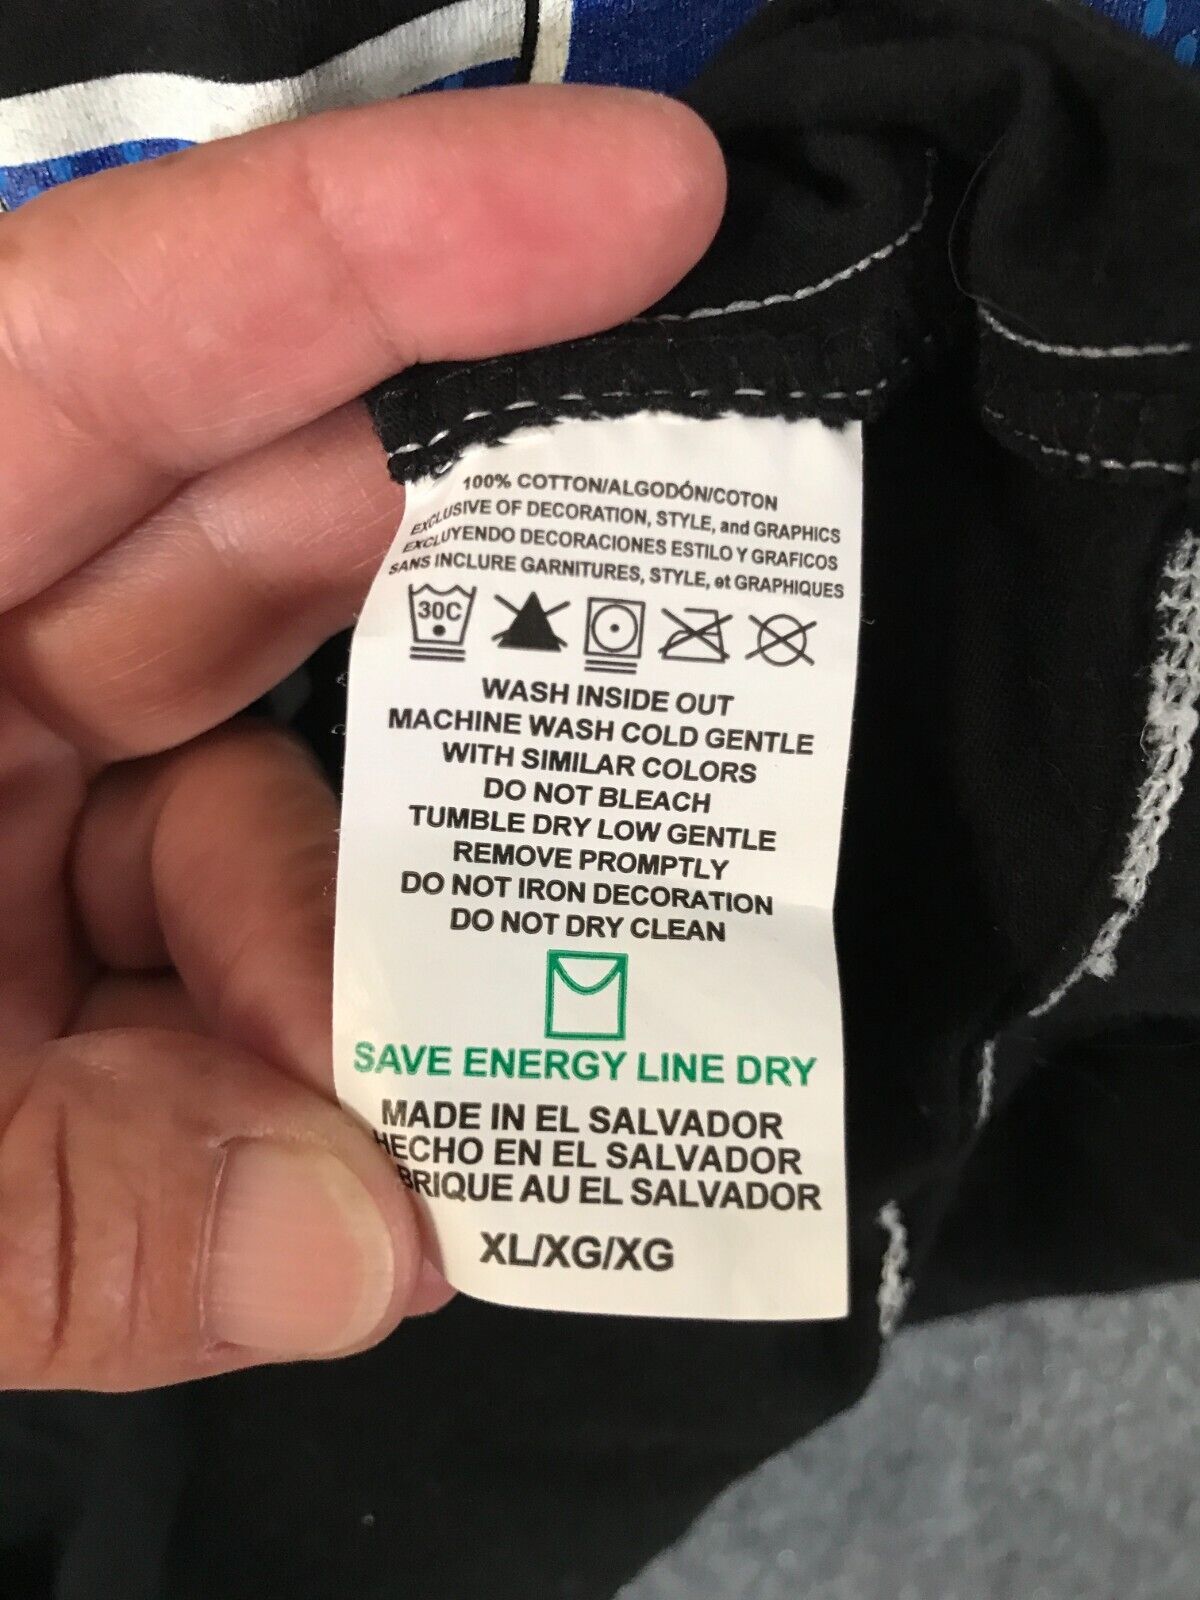 100% COTTON/ALGODÓN/COTON
EXCLUSIVE OF DECORATION, STYLE, and GRAPHICS
EXCLUYENDO DECORACIONES ESTILO Y GRAFICOS
SANS INCLURE GARNITURES, STYLE, et GRAPHIQUES
30C
WASH INSIDE OUT
MACHINE WASH COLD GENTLE
WITH SIMILAR COLORS
DO NOT BLEACH
TUMBLE DRY LOW GENTLE
REMOVE PROMPTLY
DO NOT IRON DECORATION
DO NOT DRY CLEAN
SAVE ENERGY LINE DRY
MADE IN EL SALVADOR
HECHO EN EL SALVADOR
BRIQUE AU EL SALVADOR
XL/XG/XG